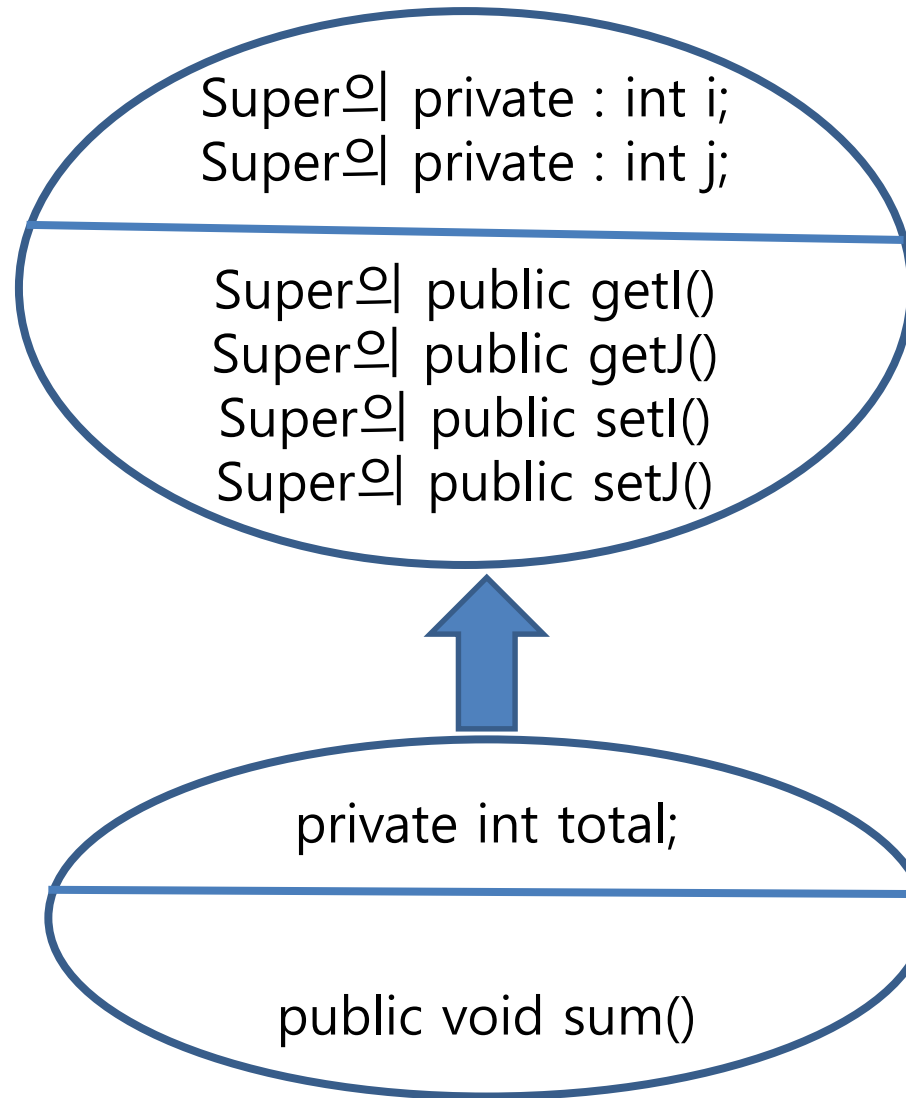 Super의 private : int i;
Super의 private : int j;
Super의 public getI()
Super의 public getJ()
Super의 public setI()
Super의 public setJ()
private int total;
public void sum()